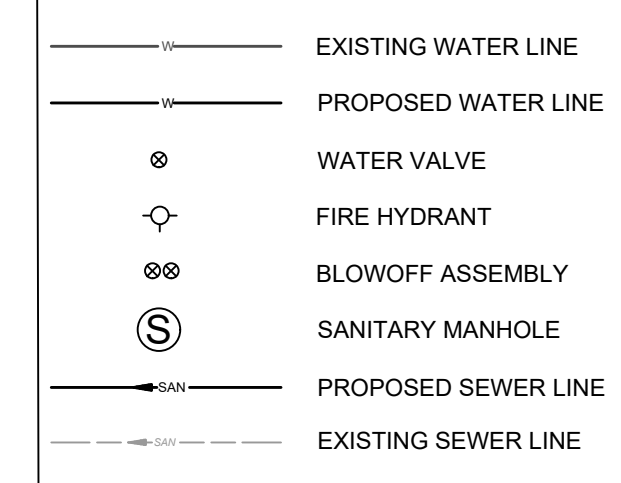 W EXISTING WATER LINE
W PROPOSED WATER LINE
WATER VALVE
FIRE HYDRANT
BLOWOFF ASSEMBLY
S SANITARY MANHOLE
SAN PROPOSED SEWER LINE
SAN EXISTING SEWER LINE